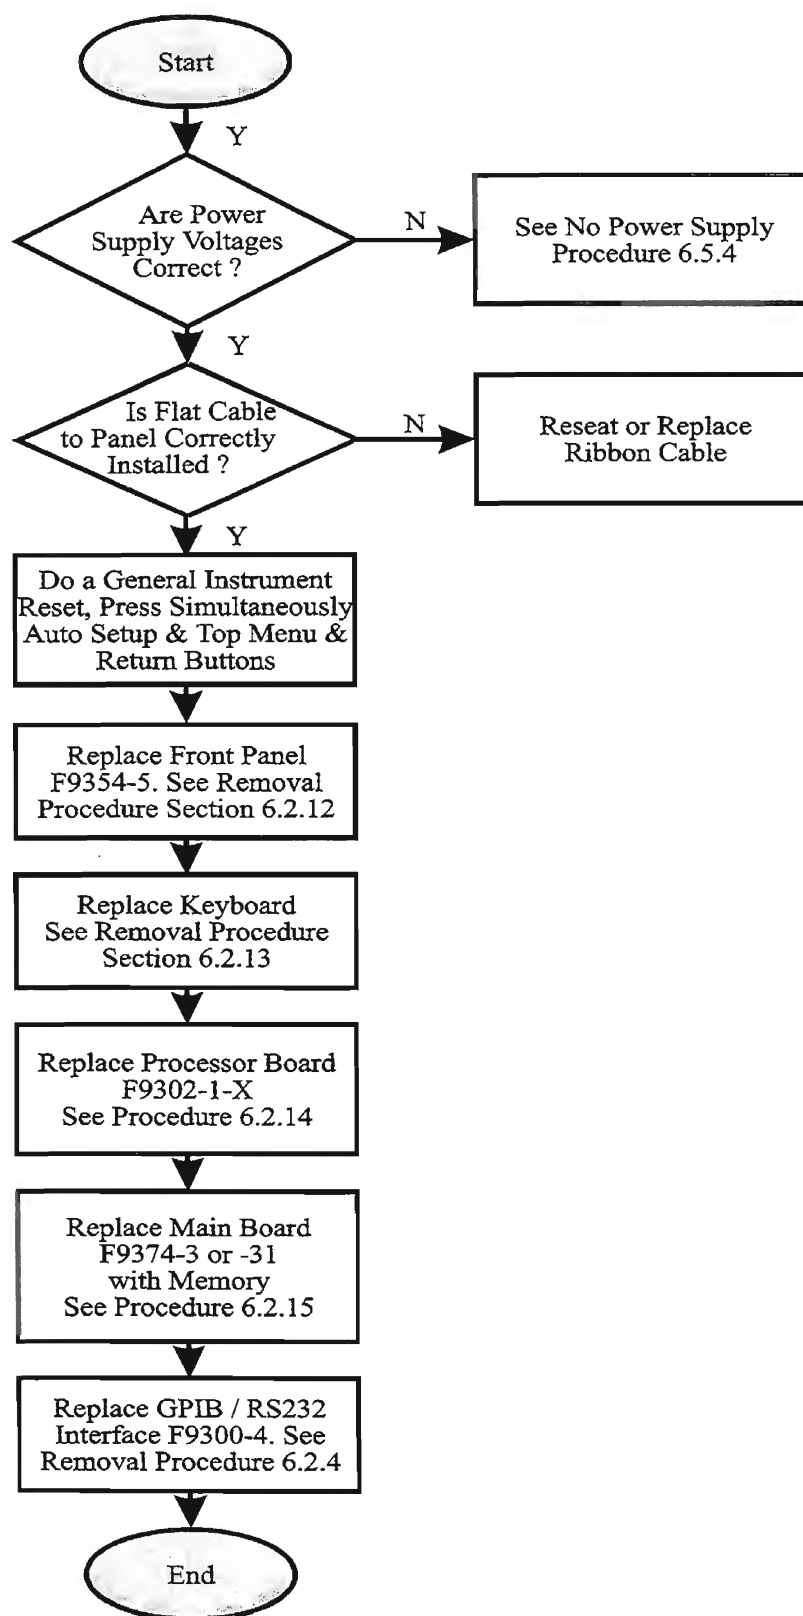 Start
Y
Are Power
Supply Voltages
Correct ?
N
See No Power Supply
Procedure 6.5.4
Y
Is Flat Cable
to Panel Correctly
Installed ?
N
Reseat or Replace
Ribbon Cable
Y
Do a General Instrument
Reset, Press Simultaneously
Auto Setup & Top Menu &
Return Buttons
Replace Front Panel
F9354-5. See Removal
Procedure Section 6.2.12
Replace Keyboard
See Removal Procedure
Section 6.2.13
Replace Processor Board
F9302-1-X
See Procedure 6.2.14
Replace Main Board
F9374-3 or -31
with Memory
See Procedure 6.2.15
Replace GPIB / RS232
Interface F9300-4. See
Removal Procedure 6.2.4
End